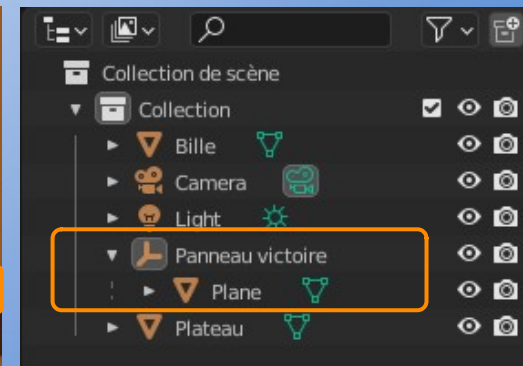 Collection de scène
Collection
Bille
Camera
Light
Panneau victoire
Plane
Plateau